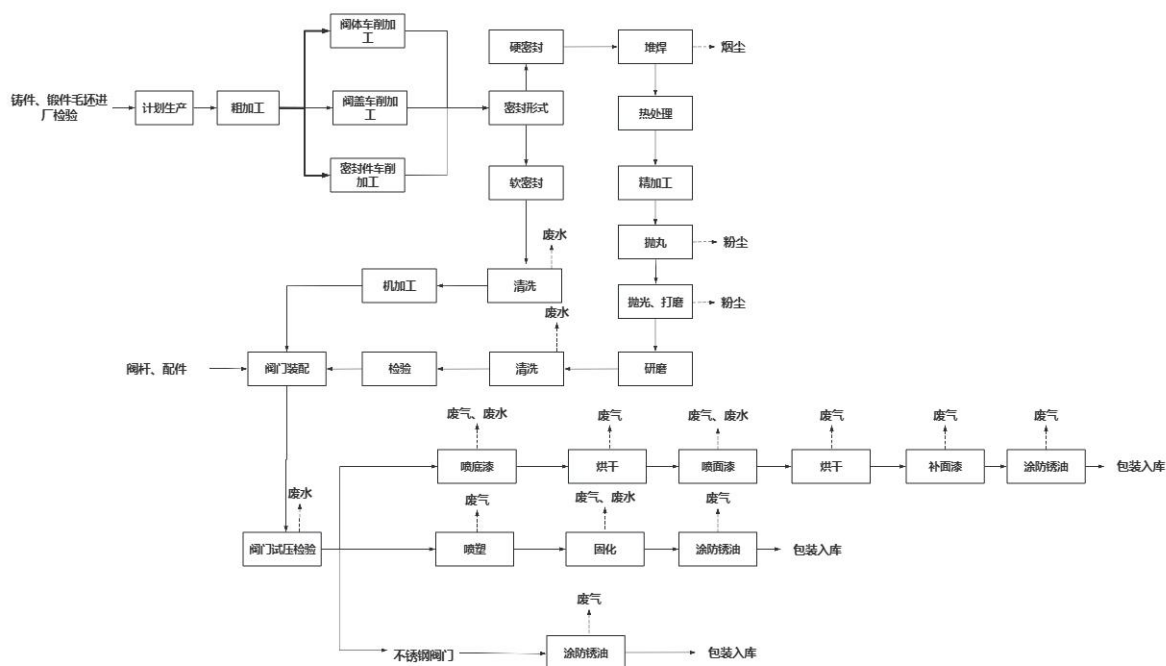 阀体车削加
工
硬密封
堆焊
烟尘
铸件、锻件毛坯进
厂检验
计划生产
粗加工
阀盖车削加
工
密封形式
热处理
密封件车削
加工
软密封
精加工
废水
抛丸
粉尘
机加工
清洗
抛光、打磨
粉尘
废水
阀杆、配件
阀门装配
检验
清洗
研磨
废气、废水
废气
废气、废水
废气
废气
废气
喷底漆
烘干
喷面漆
烘干
补面漆
涂防锈油
包装入库
废水
废气
废气、废水
废气
阀门试压检验
喷塑
固化
涂防锈油
包装入库
废气
不锈钢阀门
涂防锈油
包装入库